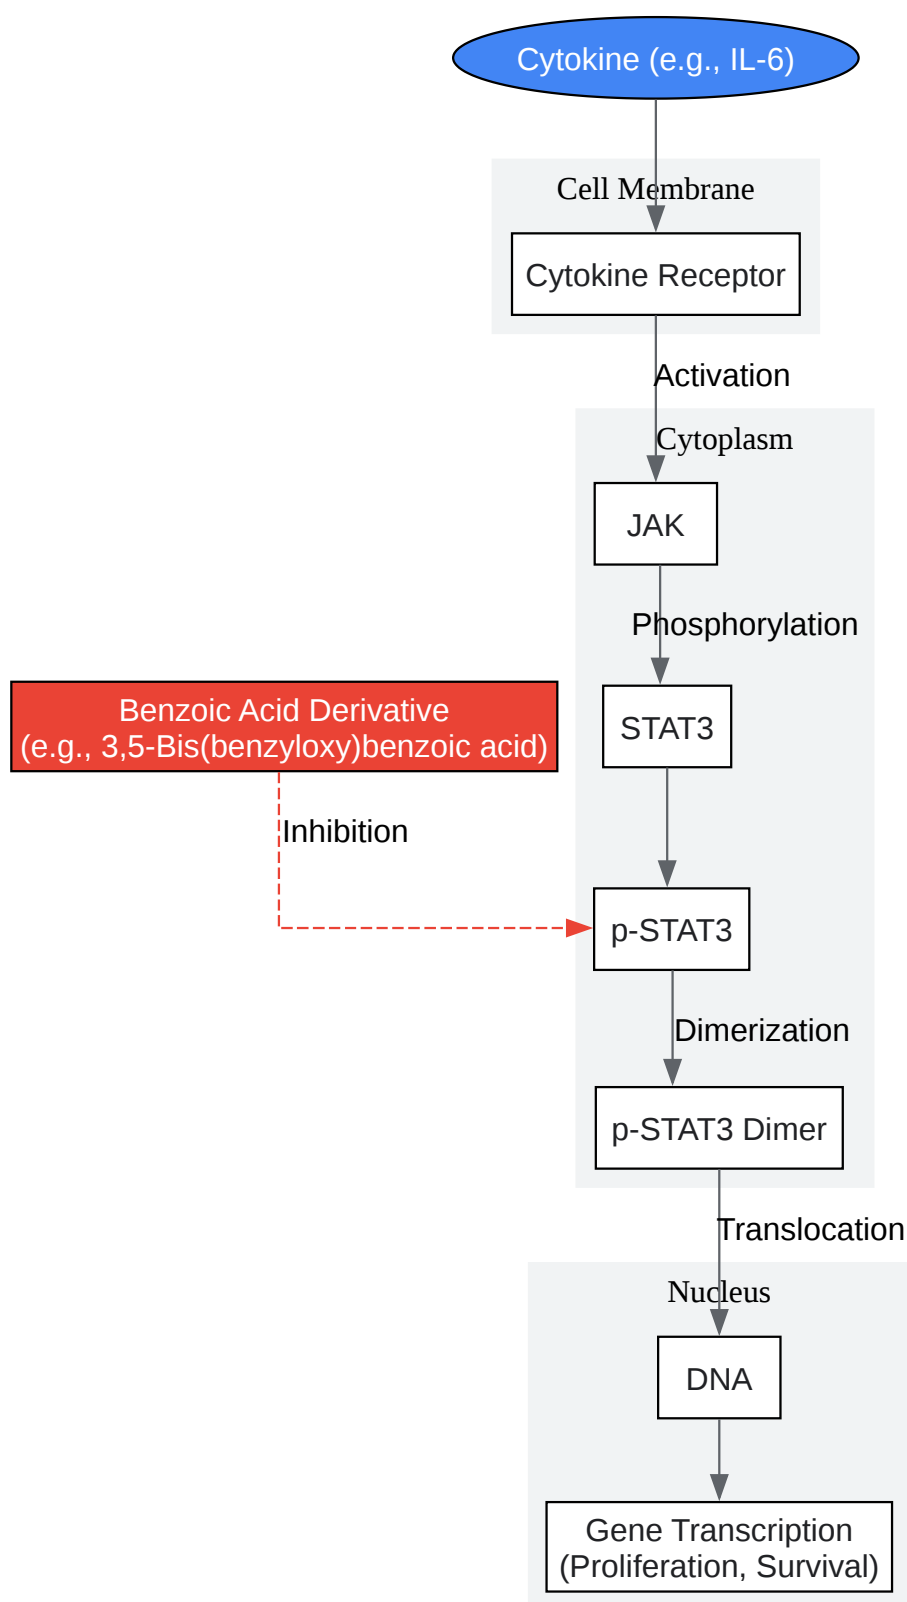 Cytokine (e.g., IL-6)
Cell Membrane
Cytokine Receptor
Activation
Cytoplasm
JAK
Phosphorylation
Benzoic Acid Derivative
(e.g., 3,5-Bis(benzyloxy)benzoic acid)
STAT3
Inhibition
p-STAT3
Dimerization
p-STAT3 Dimer
Translocation
Nucleus
DNA
Gene Transcription
(Proliferation, Survival)